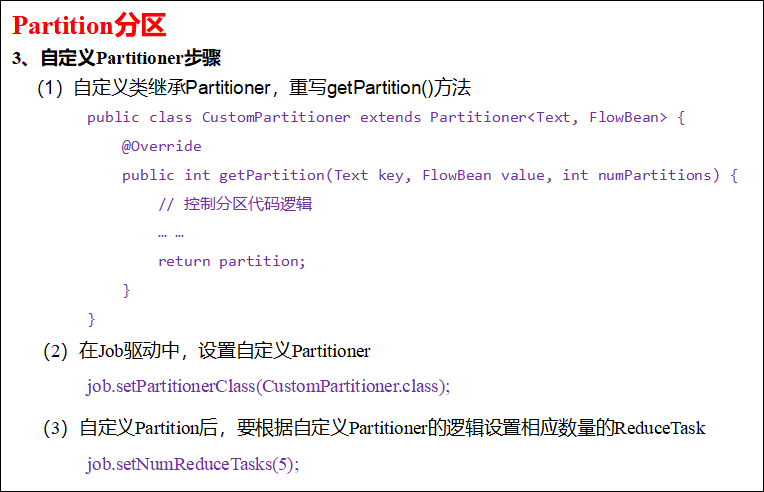 Partition分区
3、自定义Partitioner步骤
（1）自定义类继承Partitioner，重写getPartition()方法
public class CustomPartitioner extends Partitioner<Text, FlowBean> {
@Override
public int getPartition(Text key, FlowBean value, int numPartitions) {
// 控制分区代码逻辑
… …
return partition;
}
}
（2）在Job驱动中，设置自定义Partitioner
job.setPartitionerClass(CustomPartitioner.class);
（3）自定义Partition后，要根据自定义Partitioner的逻辑设置相应数量的ReduceTask
job.setNumReduceTasks(5);